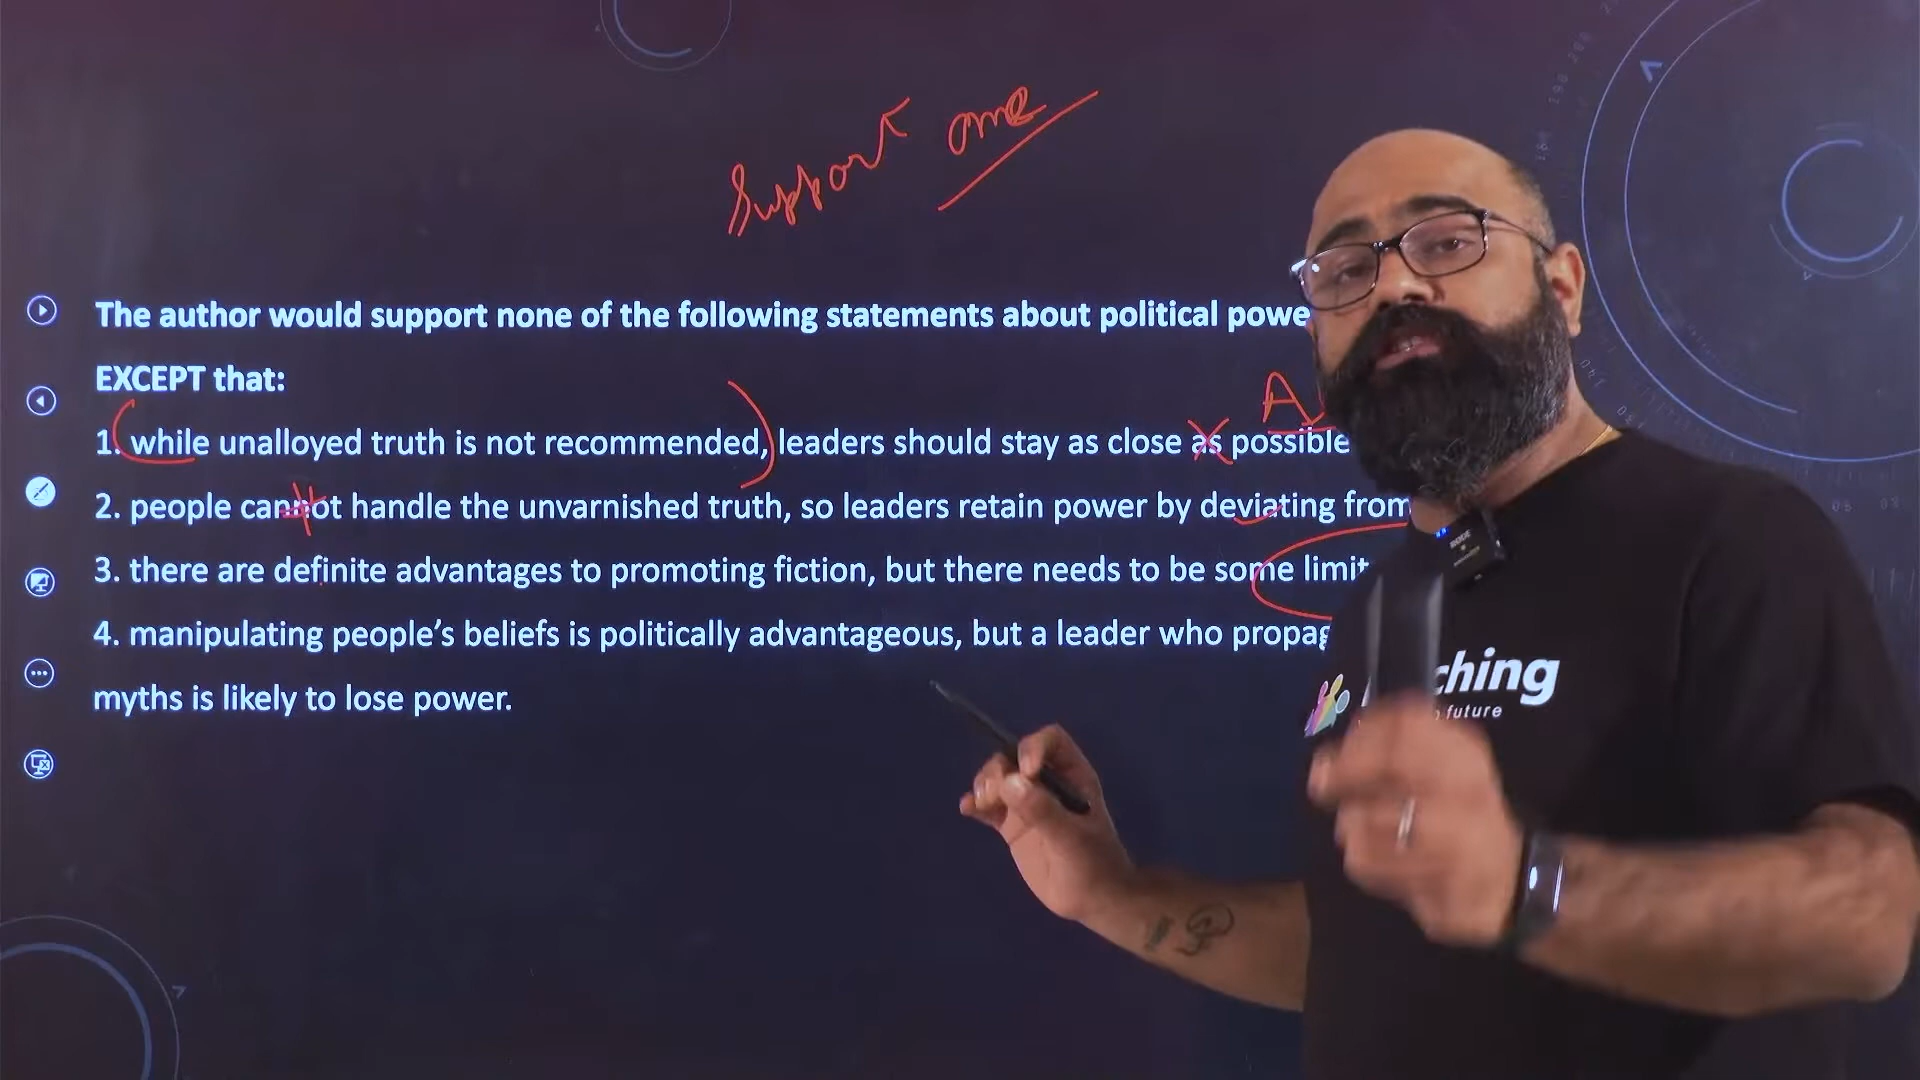 Support one
The author would support none of the following statements about political powe
EXCEPT that:
1. while unalloyed truth is not recommended, leaders should stay as close as possible
A
2. people cannot handle the unvarnished truth, so leaders retain power by deviating from
3. there are definite advantages to promoting fiction, but there needs to be some limit
4. manipulating people's beliefs is politically advantageous, but a leader who propag
myths is likely to lose power.
ching
future